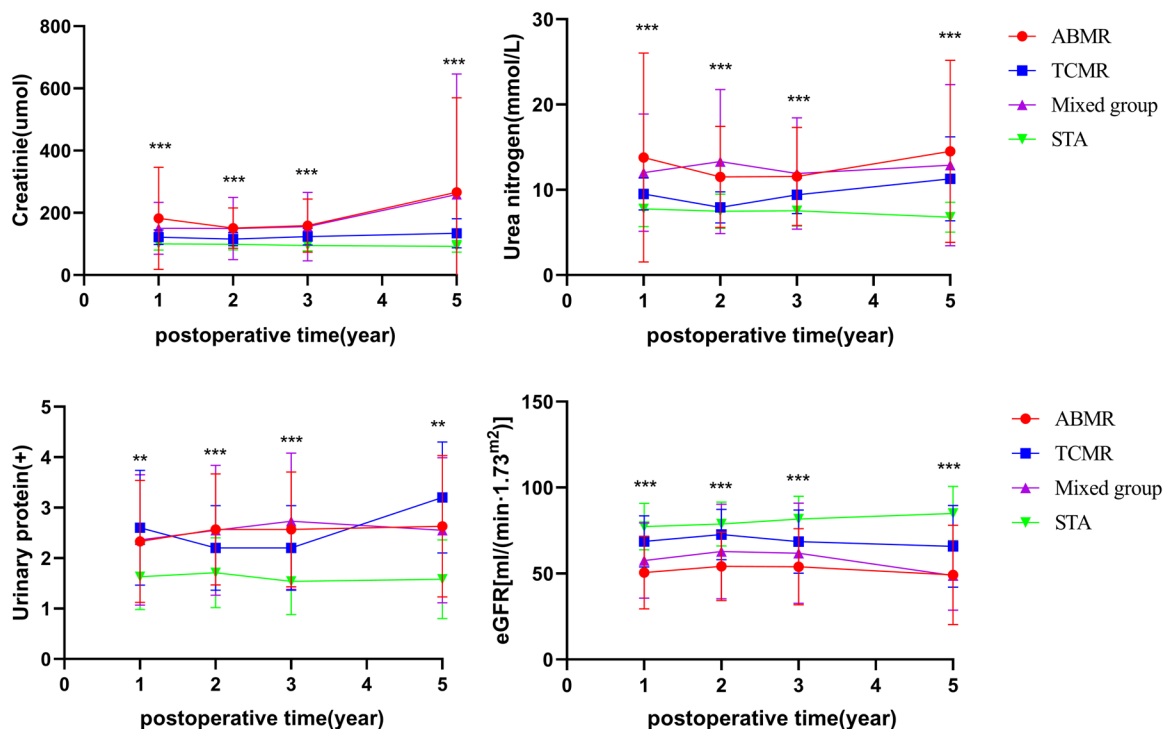 Creatinie(umol)
800
600
400
200
0
***
***
***
***
0 1 2 3 4 5
postoperative time(year)
Urea nitrogen(mmol/L)
30
20
10
0
***
***
***
***
0 1 2 3 4 5
postoperative time(year)
ABMR
TCMR
Mixed group
STA
Urinary protein(+)
5
4
3
2
1
0
**
***
***
**
0 1 2 3 4 5
postoperative time(year)
eGFR[ml/(min·1.73m2)]
150
100
50
0
***
***
***
***
0 1 2 3 4 5
postoperative time(year)
ABMR
TCMR
Mixed group
STA